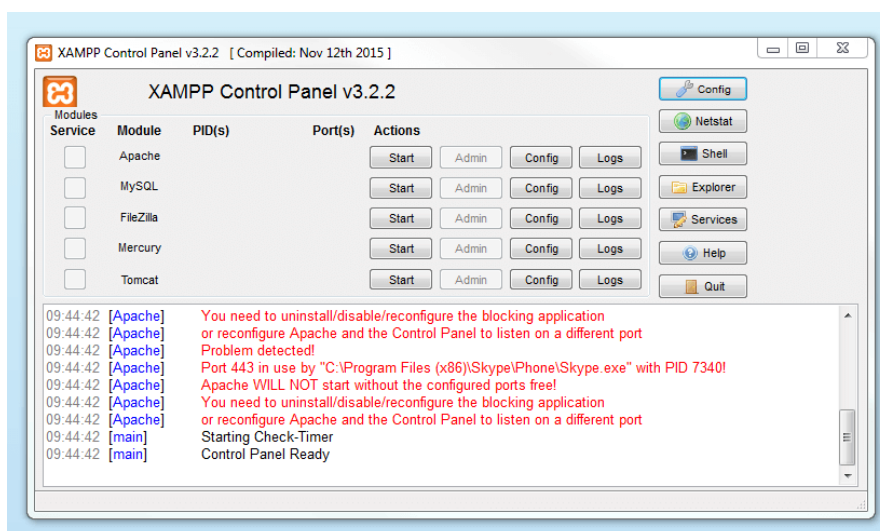 XAMPP Control Panel v3.2.2 [ Compiled: Nov 12th 2015 ]
XAMPP Control Panel v3.2.2
Config
Modules
Service Module PID(s) Port(s) Actions
Netstat
Apache Start Admin Config Logs
Shell
MySQL Start Admin Config Logs
Explorer
FileZilla Start Admin Config Logs
Services
Mercury Start Admin Config Logs
Help
Tomcat Start Admin Config Logs
Quit
09:44:42 [Apache] You need to uninstall/disable/reconfigure the blocking application
09:44:42 [Apache] or reconfigure Apache and the Control Panel to listen on a different port
09:44:42 [Apache] Problem detected!
09:44:42 [Apache] Port 443 in use by "C:\Program Files (x86)\Skype\Phone\Skype.exe" with PID 7340!
09:44:42 [Apache] Apache WILL NOT start without the configured ports free!
09:44:42 [Apache] You need to uninstall/disable/reconfigure the blocking application
09:44:42 [Apache] or reconfigure Apache and the Control Panel to listen on a different port
09:44:42 [main] Starting Check-Timer
09:44:42 [main] Control Panel Ready